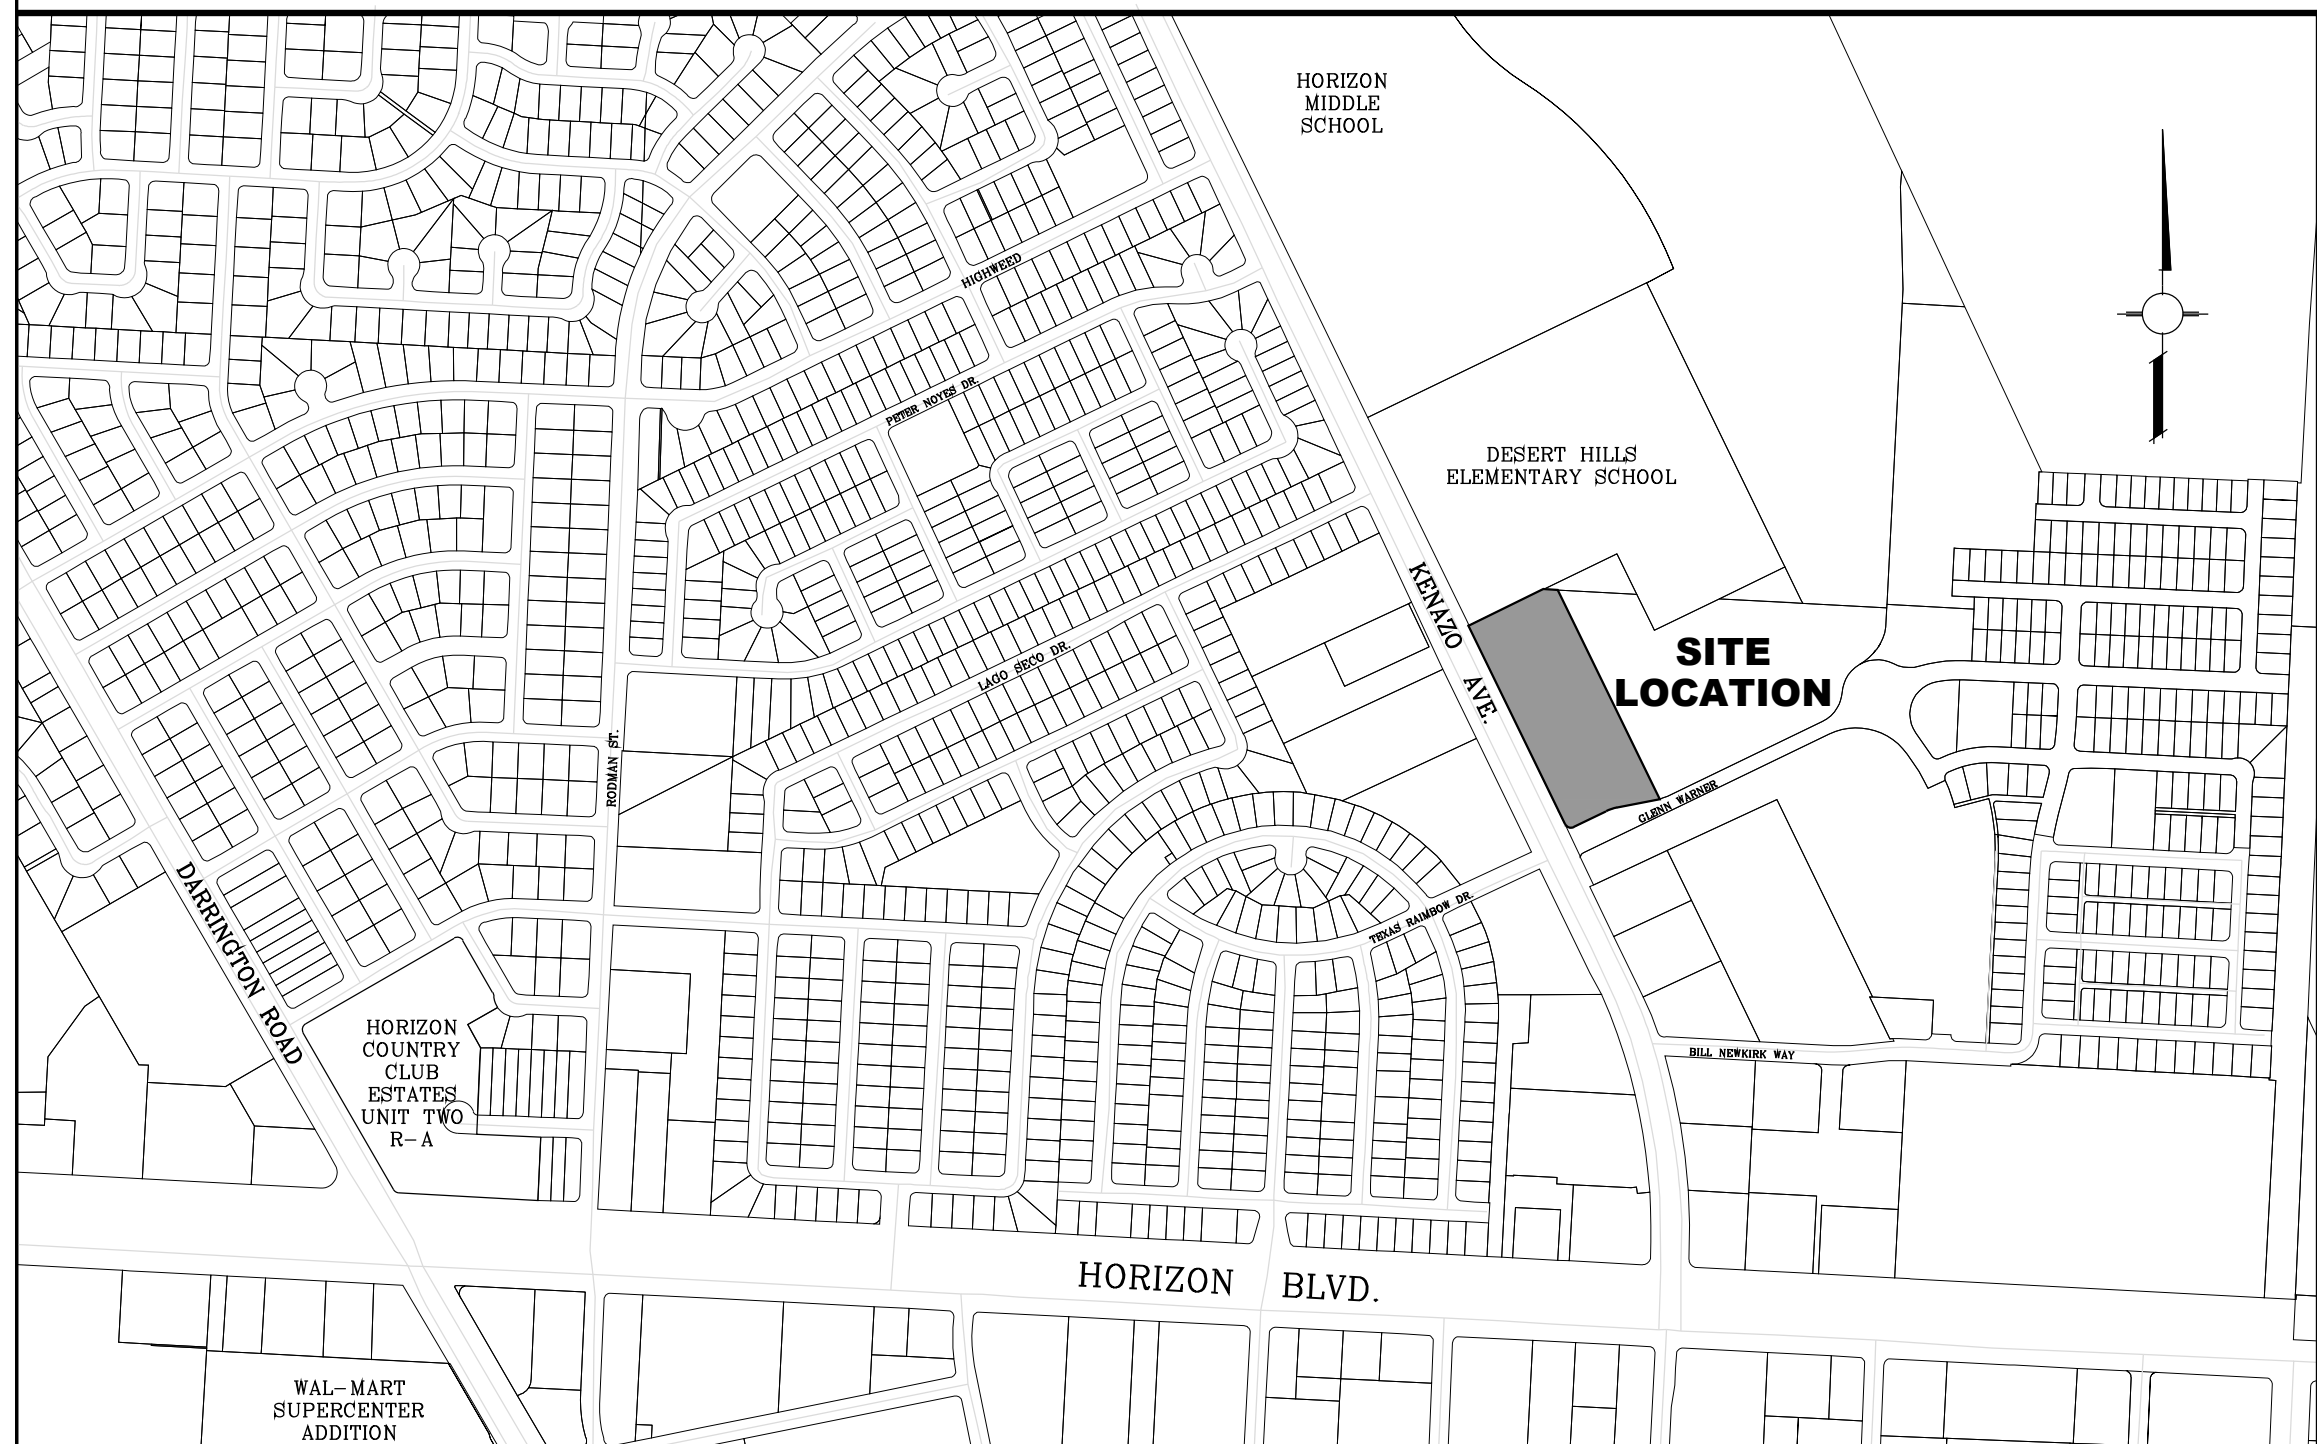 HORIZON
MIDDLE
SCHOOL
HIGHWEED
PETER NOYES DR.
DESERT HILLS
ELEMENTARY SCHOOL
KENAZO AVE.
SITE
LOCATION
LAGO SECO DR.
RODMAN ST.
GLENN WARNER
DARRINGTON ROAD
TEXAS RAIMBOW DR.
HORIZON
COUNTRY
CLUB
ESTATES
UNIT TWO
R-A
BILL NEWKIRK WAY
HORIZON BLVD.
WAL-MART
SUPERCENTER
ADDITION